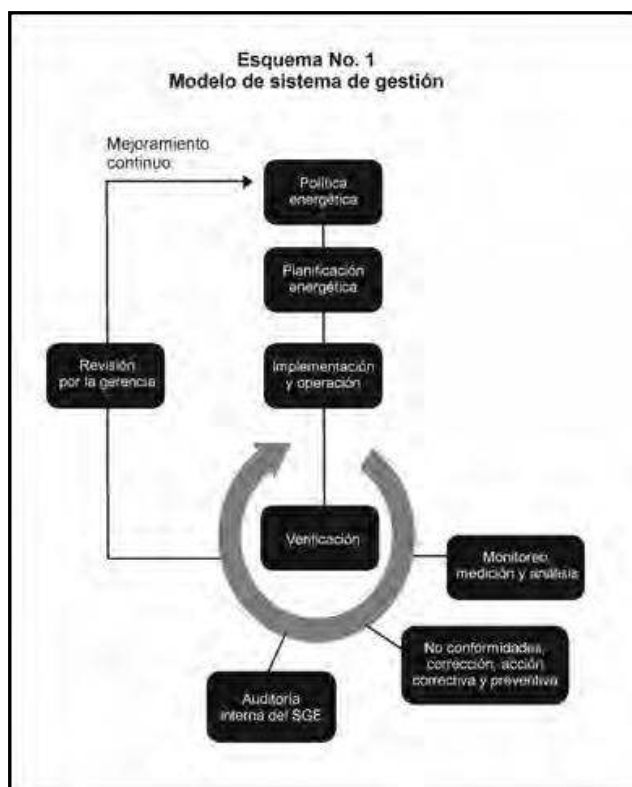 Esquema No. 1
Modelo de sistema de gestión
Mejoramiento
continuo
Política
energética
Planificación
energética
Revisión
por la gerencia
Implementación
y operación
Verificación
Monitoreo
medición y análisis
No conformidades,
corrección, acción
correctiva y preventiva
Auditoría
interna del SGE